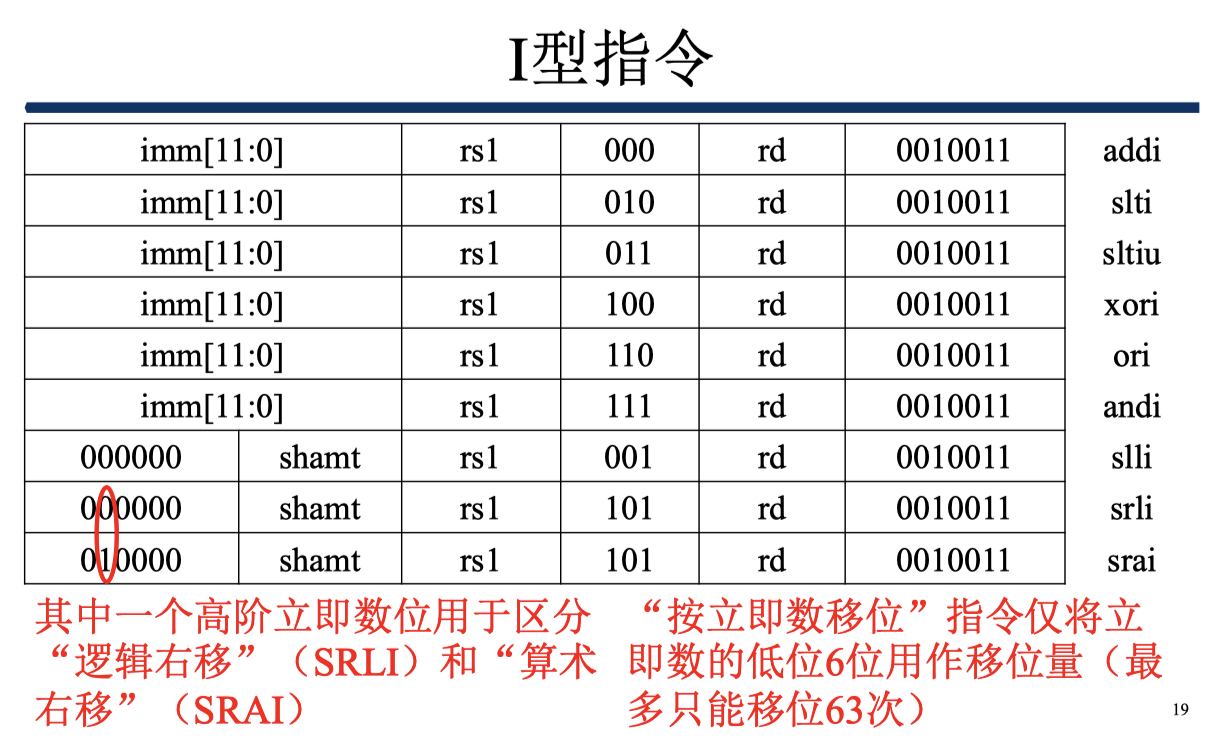 I型指令
imm[11:0] rs1 000 rd 0010011 addi
imm[11:0] rs1 010 rd 0010011 slti
imm[11:0] rs1 011 rd 0010011 sltiu
imm[11:0] rs1 100 rd 0010011 xori
imm[11:0] rs1 110 rd 0010011 ori
imm[11:0] rs1 111 rd 0010011 andi
000000 shamt rs1 001 rd 0010011 slli
000000 shamt rs1 101 rd 0010011 srli
010000 shamt rs1 101 rd 0010011 srai
其中一个高阶立即数位用于区分
“逻辑右移”（SRLI）和“算术
右移”（SRAI）
“按立即数移位”指令仅将立
即数的低位6位用作移位量（最
多只能移位63次）
19